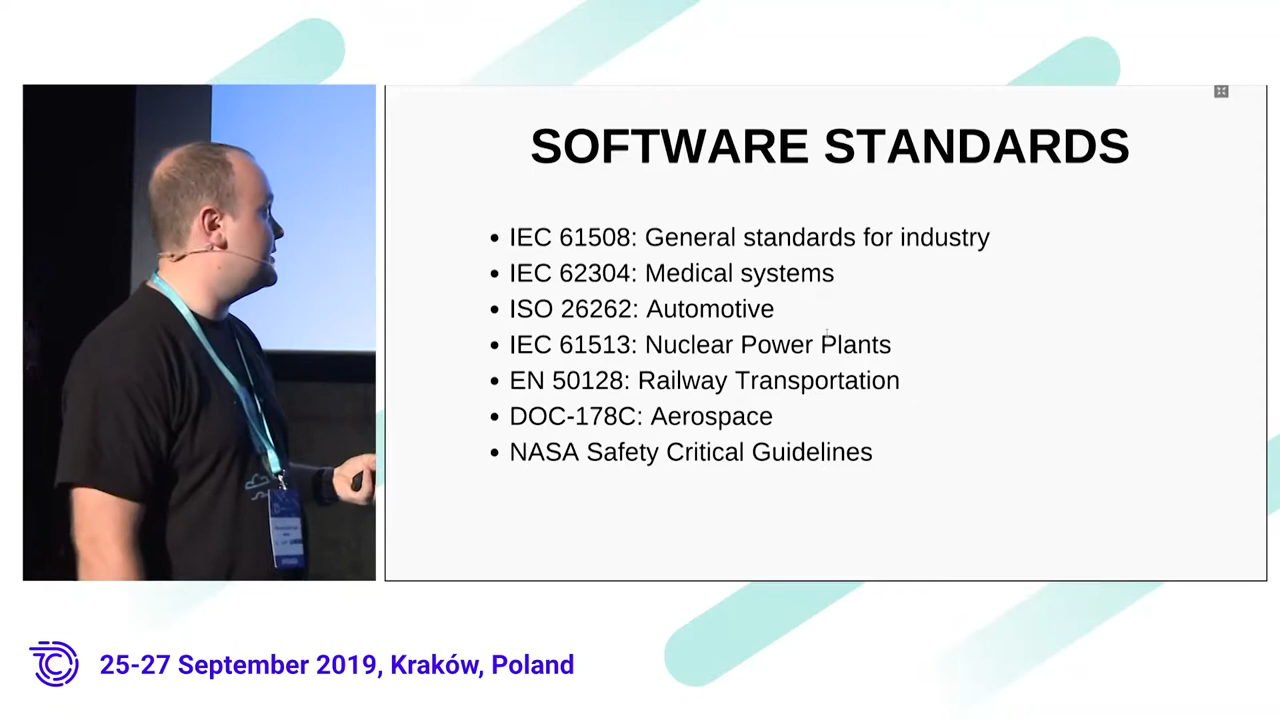 SOFTWARE STANDARDS
• IEC 61508: General standards for industry
• IEC 62304: Medical systems
• ISO 26262: Automotive
• IEC 61513: Nuclear Power Plants
• EN 50128: Railway Transportation
• DOC-178C: Aerospace
• NASA Safety Critical Guidelines
25-27 September 2019, Kraków, Poland